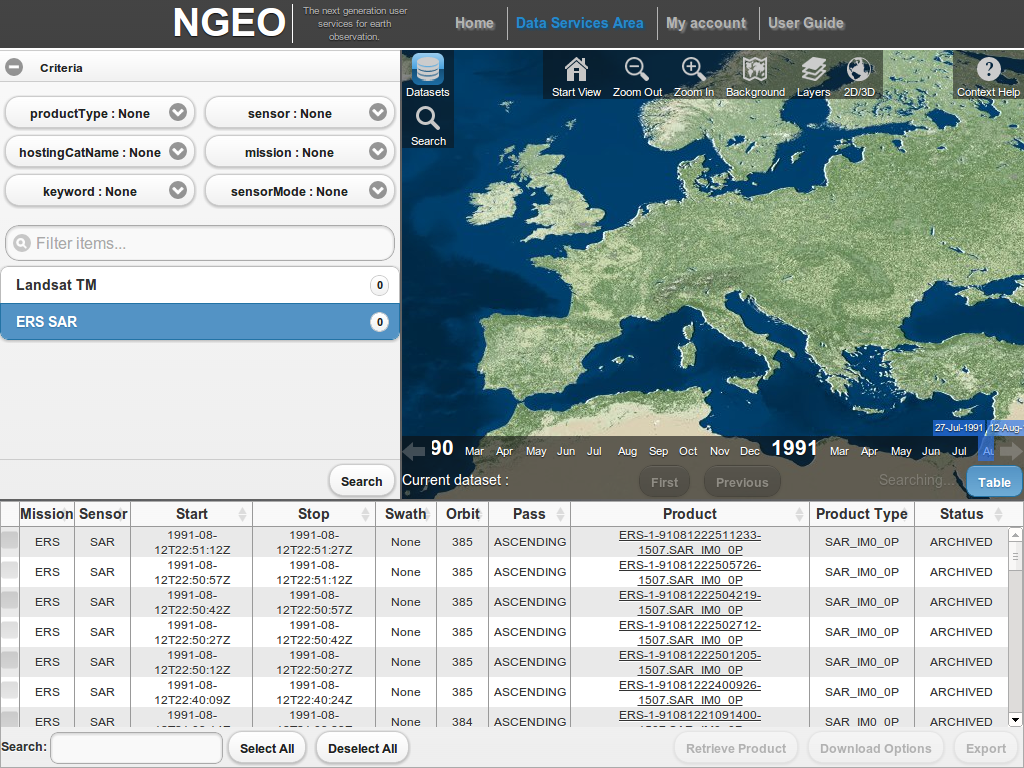 NGEO
The next generation user
services for earth
observation.
Home
Data Services Area
My account
User Guide
Criteria
productType : None
sensor : None
hostingCatName : None
mission : None
keyword : None
sensorMode : None
Filter items...
Landsat TM 0
ERS SAR 0
Search
Datasets
Search
Start View
Zoom Out
Zoom In
Background
Layers
2D/3D
Context Help
27-Jul-1991 12-Aug-1
90 Mar Apr May Jun Jul Aug Sep Oct Nov Dec 1991 Mar Apr May Jun Jul
Current dataset :
First
Previous
Searching...
Table
Mission Sensor Start Stop Swath Orbit Pass Product Product Type Status
ERS SAR 1991-08-12T22:51:12Z 1991-08-12T22:51:27Z None 385 ASCENDING ERS-1-91081222511233-1507.SAR_IM0_0P SAR_IM0_0P ARCHIVED
ERS SAR 1991-08-12T22:50:57Z 1991-08-12T22:51:12Z None 385 ASCENDING ERS-1-91081222505726-1507.SAR_IM0_0P SAR_IM0_0P ARCHIVED
ERS SAR 1991-08-12T22:50:42Z 1991-08-12T22:50:57Z None 385 ASCENDING ERS-1-91081222504219-1507.SAR_IM0_0P SAR_IM0_0P ARCHIVED
ERS SAR 1991-08-12T22:50:27Z 1991-08-12T22:50:42Z None 385 ASCENDING ERS-1-91081222502712-1507.SAR_IM0_0P SAR_IM0_0P ARCHIVED
ERS SAR 1991-08-12T22:50:12Z 1991-08-12T22:50:27Z None 385 ASCENDING ERS-1-91081222501205-1507.SAR_IM0_0P SAR_IM0_0P ARCHIVED
ERS SAR 1991-08-12T22:40:09Z 1991-08-12T22:40:24Z None 385 ASCENDING ERS-1-91081222400926-1507.SAR_IM0_0P SAR_IM0_0P ARCHIVED
ERS SAR 1991-08- 1991-08- None 384 ASCENDING ERS-1-91081221091400- SAR_IM0_0P ARCHIVED
Search:
Select All
Deselect All
Retrieve Product
Download Options
Export